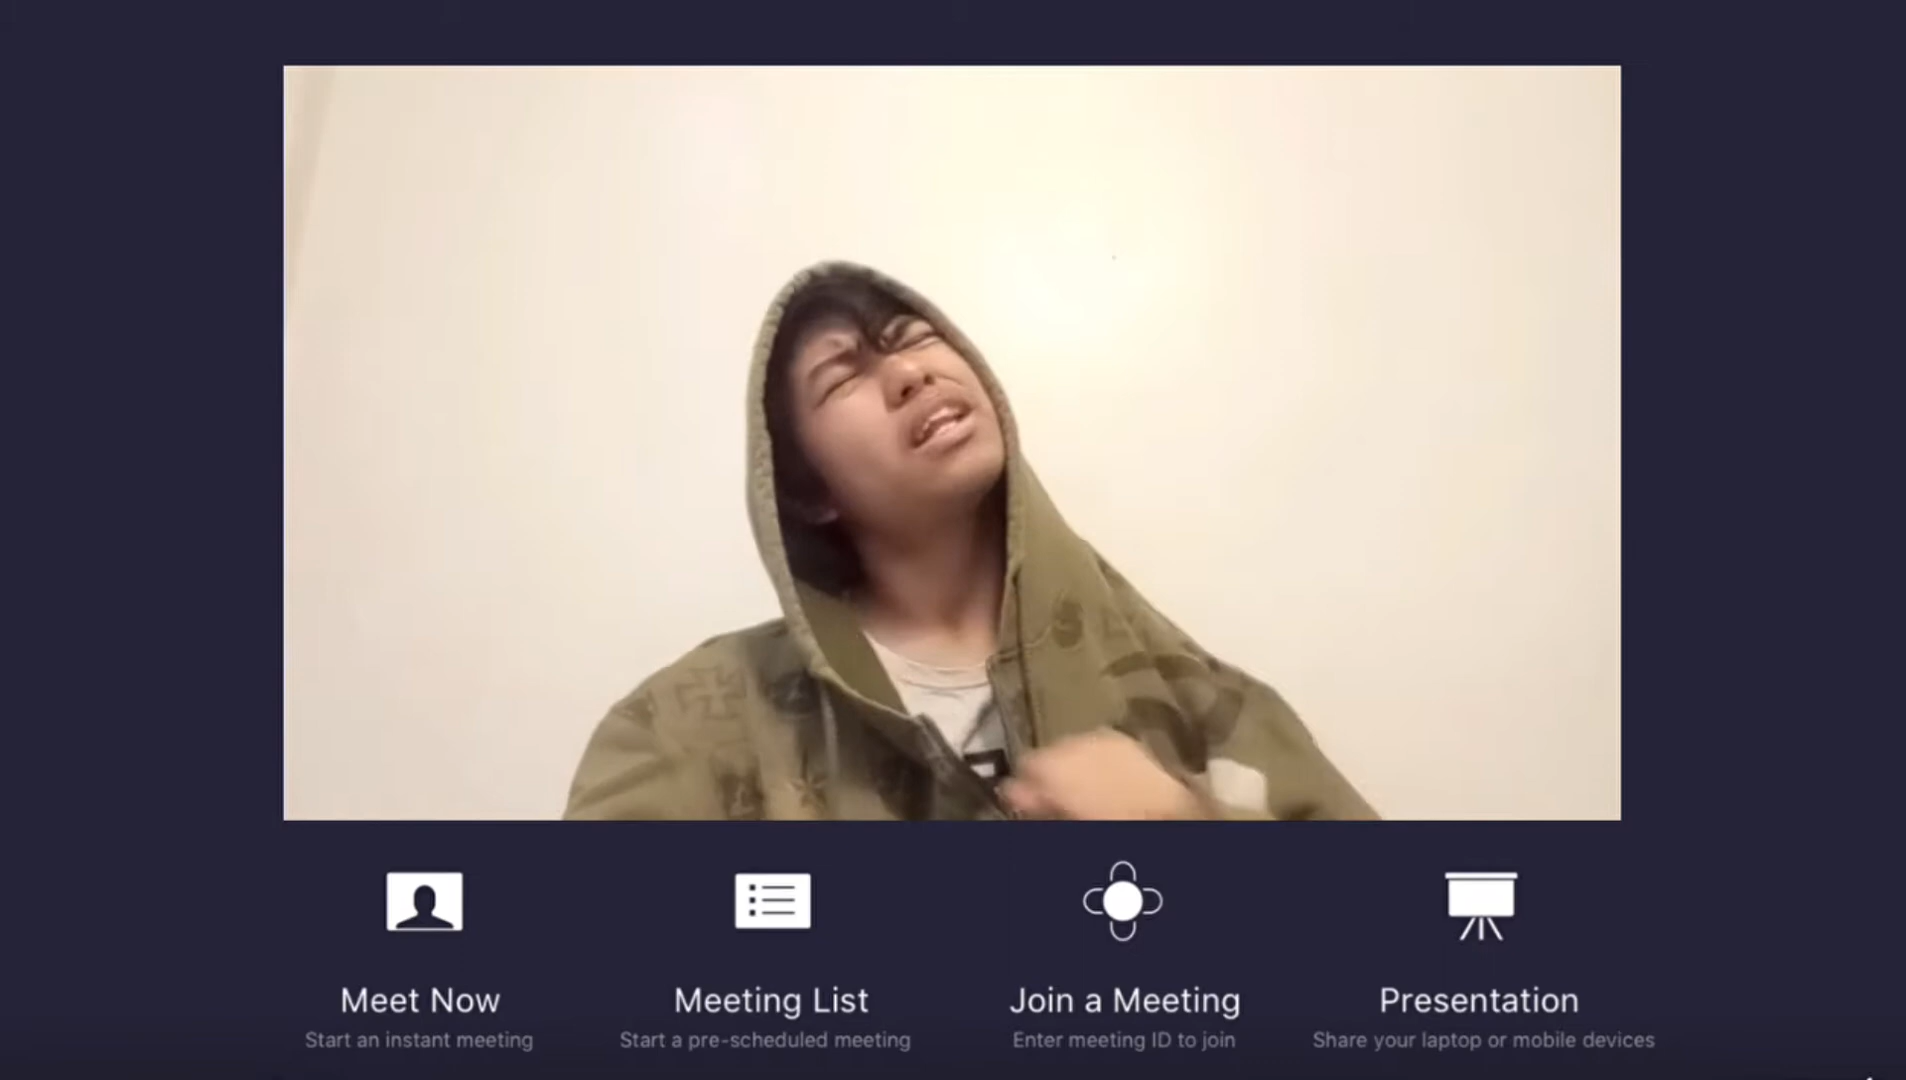 Meet Now
Start an instant meeting
Meeting List
Start a pre-scheduled meeting
Join a Meeting
Enter meeting ID to join
Presentation
Share your laptop or mobile devices